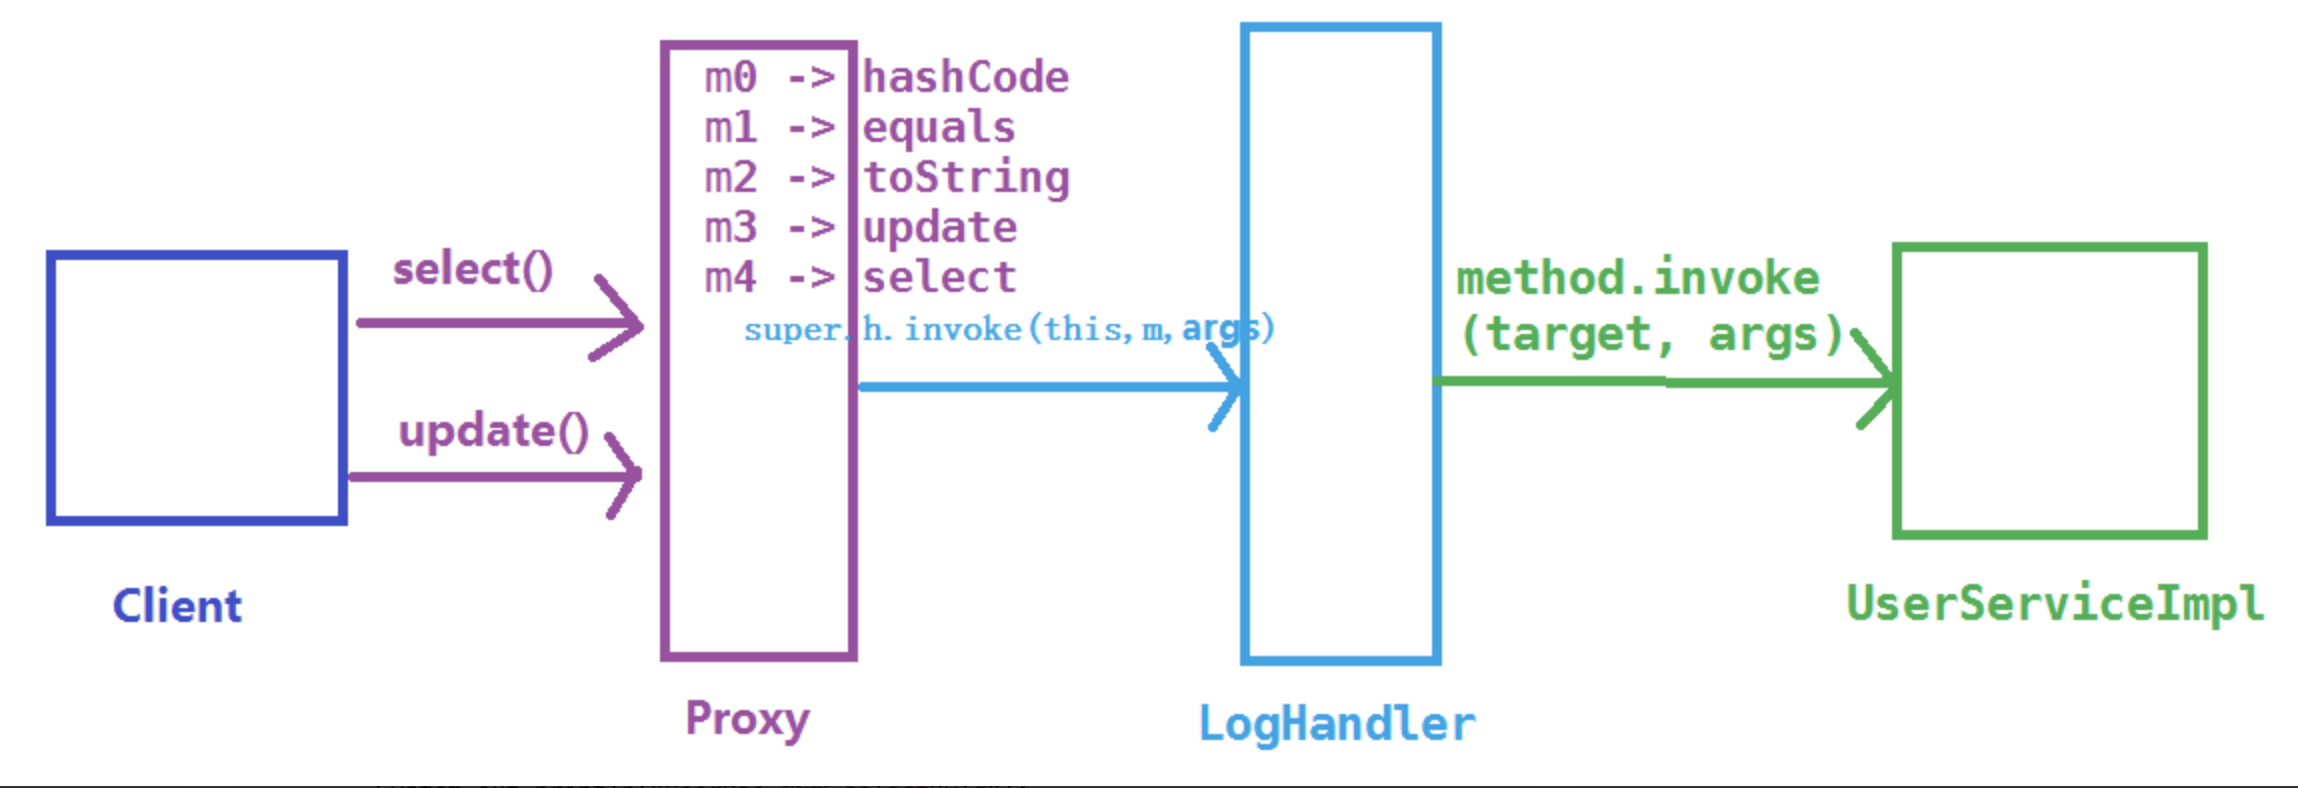 m0 -> hashCode
m1 -> equals
m2 -> toString
m3 -> update
m4 -> select
select()
super.h.invoke(this, m, args)
method.invoke
(target, args)
update()
Client
Proxy
LogHandler
UserServiceImpl